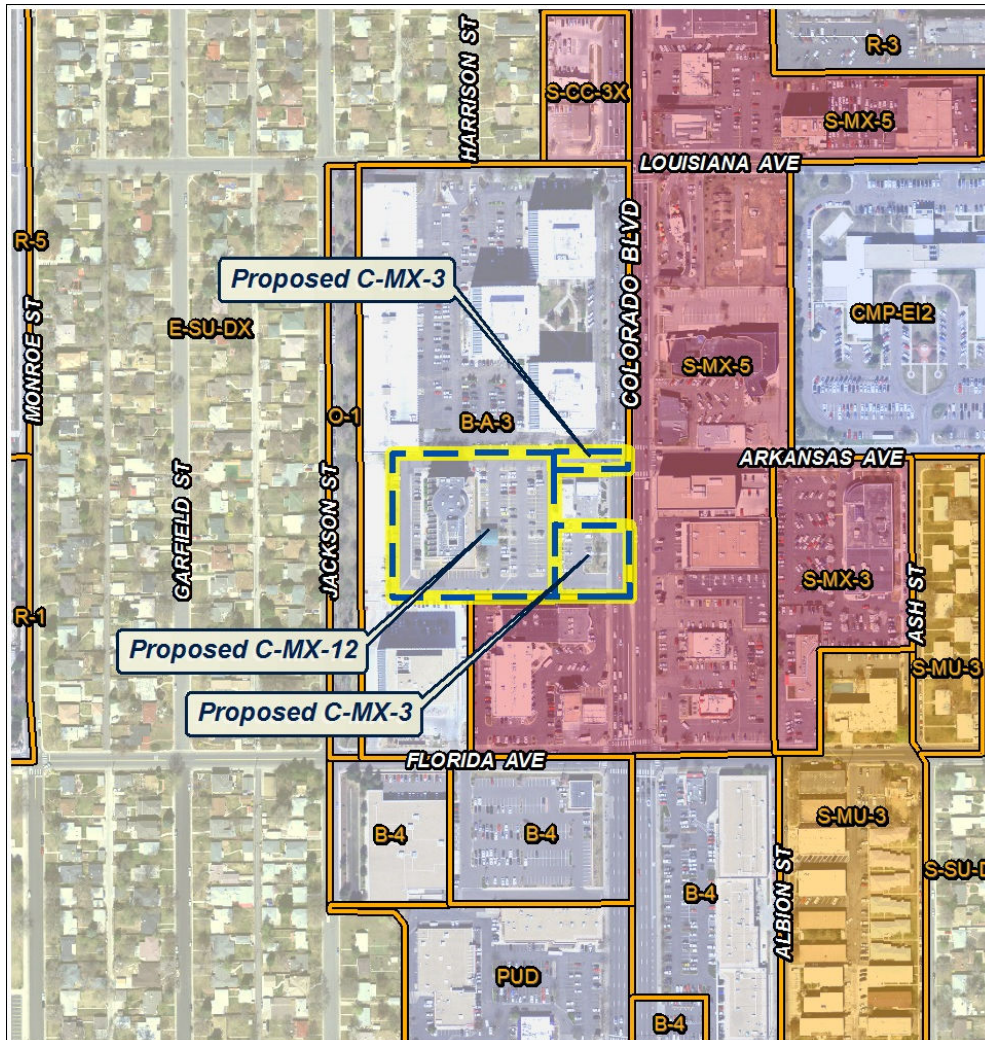 HARRISON ST
R-3
S-CC-3X
S-MX-5
LOUISIANA AVE
R-5
COLORADO BLVD
Proposed C-MX-3
MONROE ST
E-SU-DX
CMP-EI2
S-MX-5
O-1
B-A-3
ARKANSAS AVE
GARFIELD ST
JACKSON ST
S-MX-3
ASH ST
R-1
Proposed C-MX-12
S-MU-3
Proposed C-MX-3
FLORIDA AVE
S-MU-3
B-4
B-4
B-4
S-SU-D
ALBION ST
PUD
B-4